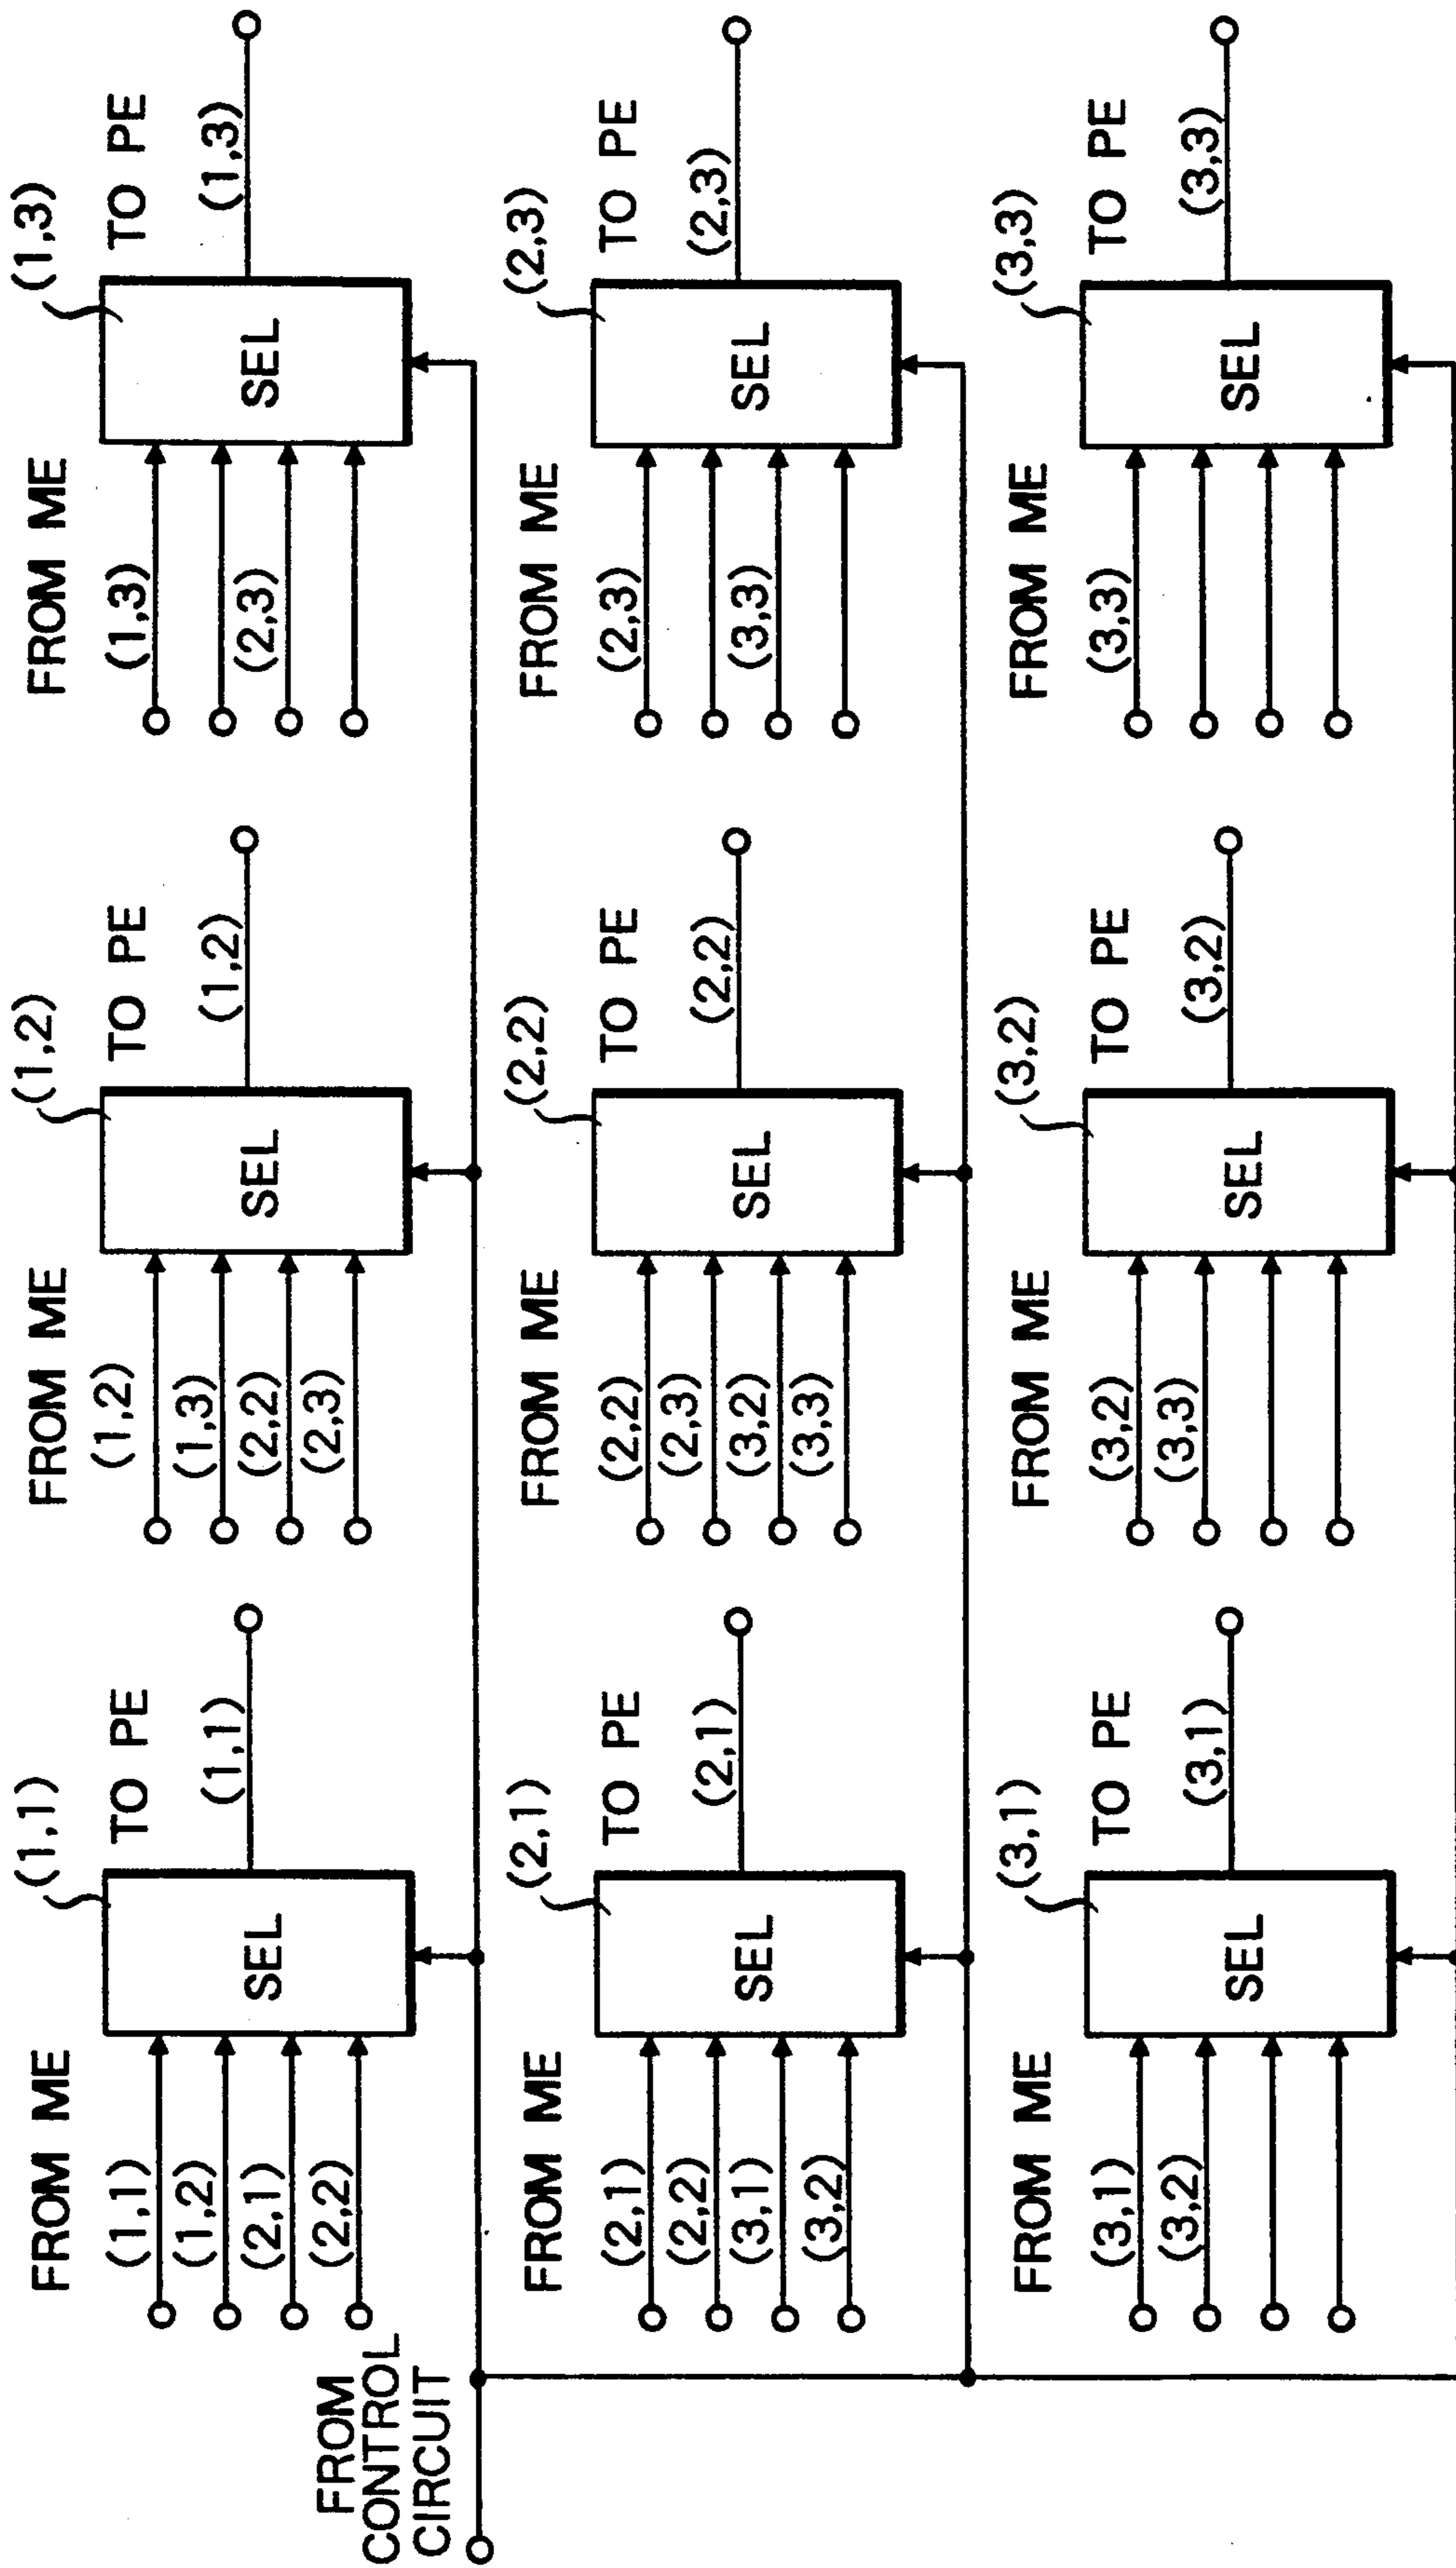 (1,1)
FROM ME
TO PE
(1,1)
(1,2)
(2,1)
(2,2)
SEL
(1,1)
(1,2)
FROM ME
TO PE
(1,2)
(1,3)
(2,2)
(2,3)
SEL
(1,2)
(1,3)
FROM ME
TO PE
(1,3)
(2,3)
SEL
(1,3)
FROM
CONTROL
CIRCUIT
(2,1)
FROM ME
TO PE
(2,1)
(2,2)
(3,1)
(3,2)
SEL
(2,1)
(2,2)
FROM ME
TO PE
(2,2)
(2,3)
(3,2)
(3,3)
SEL
(2,2)
(2,3)
FROM ME
TO PE
(2,3)
(3,3)
SEL
(2,3)
(3,1)
FROM ME
TO PE
(3,1)
(3,2)
SEL
(3,1)
(3,2)
FROM ME
TO PE
(3,2)
(3,3)
SEL
(3,2)
(3,3)
FROM ME
TO PE
(3,3)
SEL
(3,3)